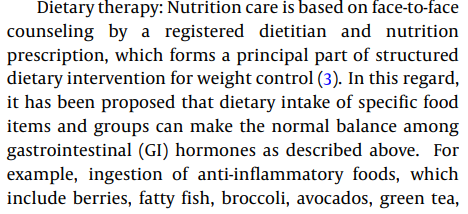 Dietary therapy: Nutrition care is based on face-to-face
counseling by a registered dietitian and nutrition
prescription, which forms a principal part of structured
dietary intervention for weight control (3). In this regard,
it has been proposed that dietary intake of specific food
items and groups can make the normal balance among
gastrointestinal (GI) hormones as described above. For
example, ingestion of anti-inflammatory foods, which
include berries, fatty fish, broccoli, avocados, green tea,